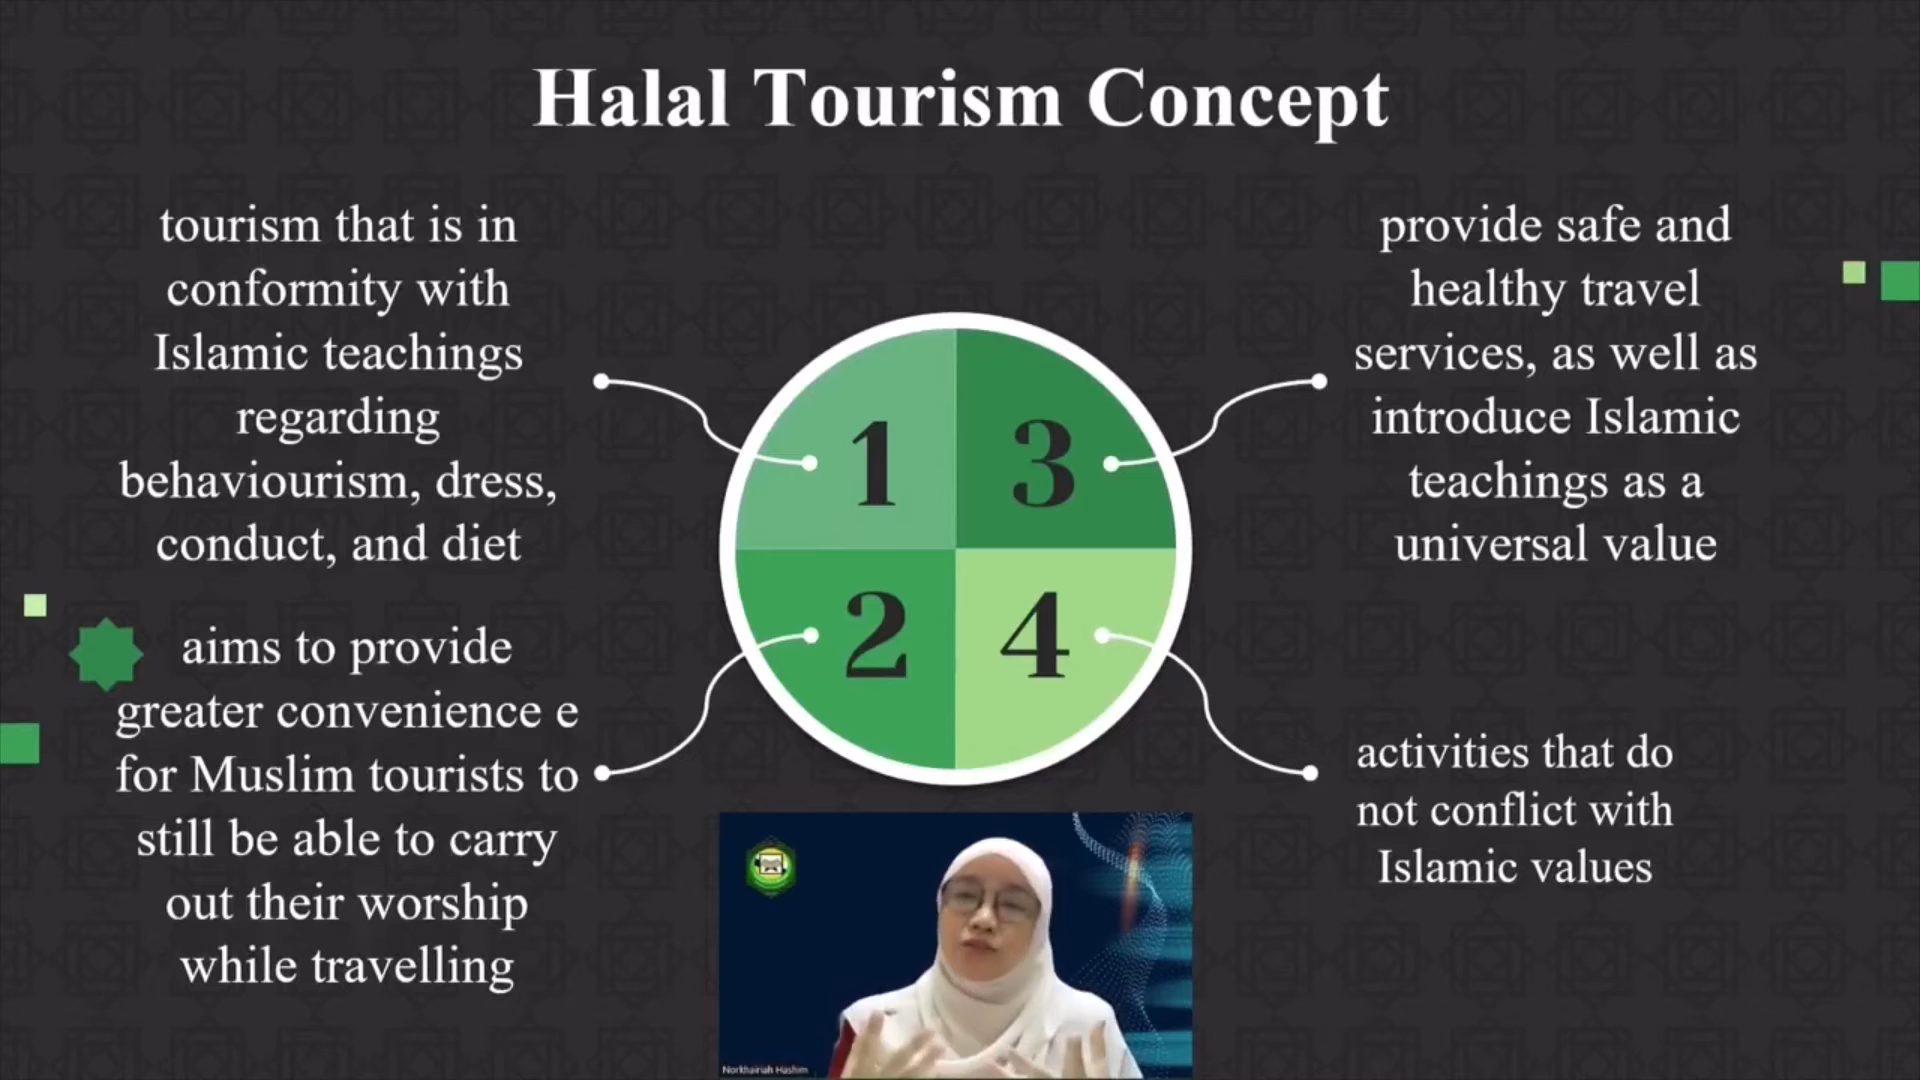 Halal Tourism Concept
tourism that is in
conformity with
Islamic teachings
regarding
behaviourism, dress,
conduct, and diet
aims to provide
greater convenience e
for Muslim tourists to
still be able to carry
out their worship
while travelling
1
3
2
4
provide safe and
healthy travel
services, as well as
introduce Islamic
teachings as a
universal value
activities that do
not conflict with
Islamic values
Norkhairiah Hashim